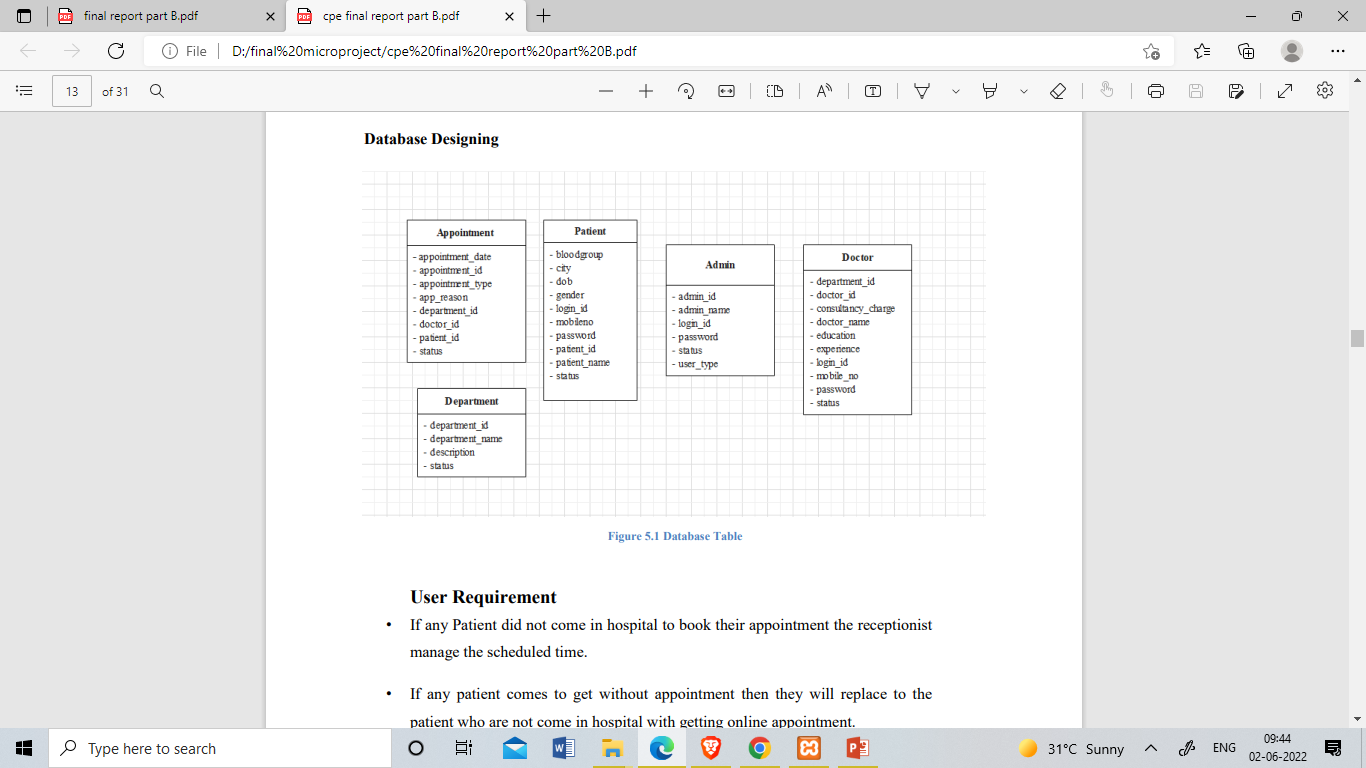 final report part B.pdf
cpe final report part B.pdf
File
D:/final%20microproject/cpe%20final%20report%20part%20B.pdf
13 of 31
Database Designing
Appointment
- appointment_date
- appointment_id
- appointment_type
- app_reason
- department_id
- doctor_id
- patient_id
- status
Patient
- bloodgroup
- city
- dob
- gender
- login_id
- mobileno
- password
- patient_id
- patient_name
- status
Admin
- admin_id
- admin_name
- login_id
- password
- status
- user_type
Doctor
- department_id
- doctor_id
- consultancy_charge
- doctor_name
- education
- experience
- login_id
- mobile_no
- password
- status
Department
- department_id
- department_name
- description
- status
Figure 5.1 Database Table
User Requirement
• If any Patient did not come in hospital to book their appointment the receptionist
manage the scheduled time.
• If any patient comes to get without appointment then they will replace to the
patient who are not come in hospital with getting online appointment.
Type here to search
31°C Sunny
ENG
09:44
02-06-2022